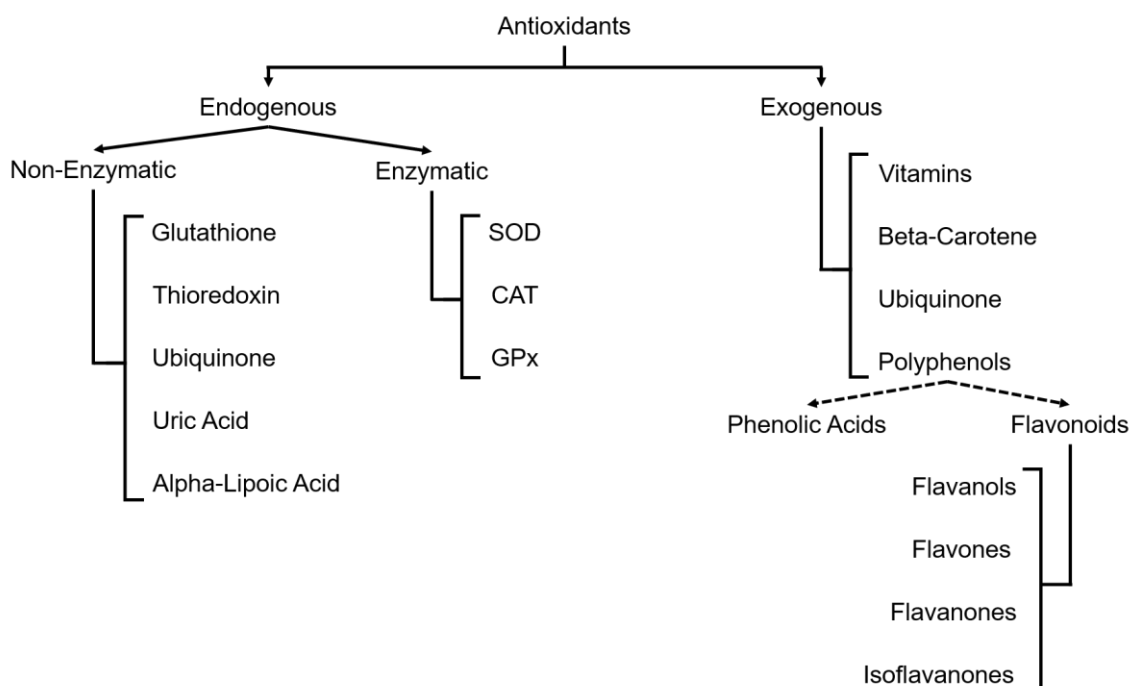 Antioxidants
Endogenous
Exogenous
Non-Enzymatic
Enzymatic
Glutathione
Thioredoxin
Ubiquinone
Uric Acid
Alpha-Lipoic Acid
SOD
CAT
GPx
Vitamins
Beta-Carotene
Ubiquinone
Polyphenols
Phenolic Acids
Flavonoids
Flavanols
Flavones
Flavanones
Isoflavanones